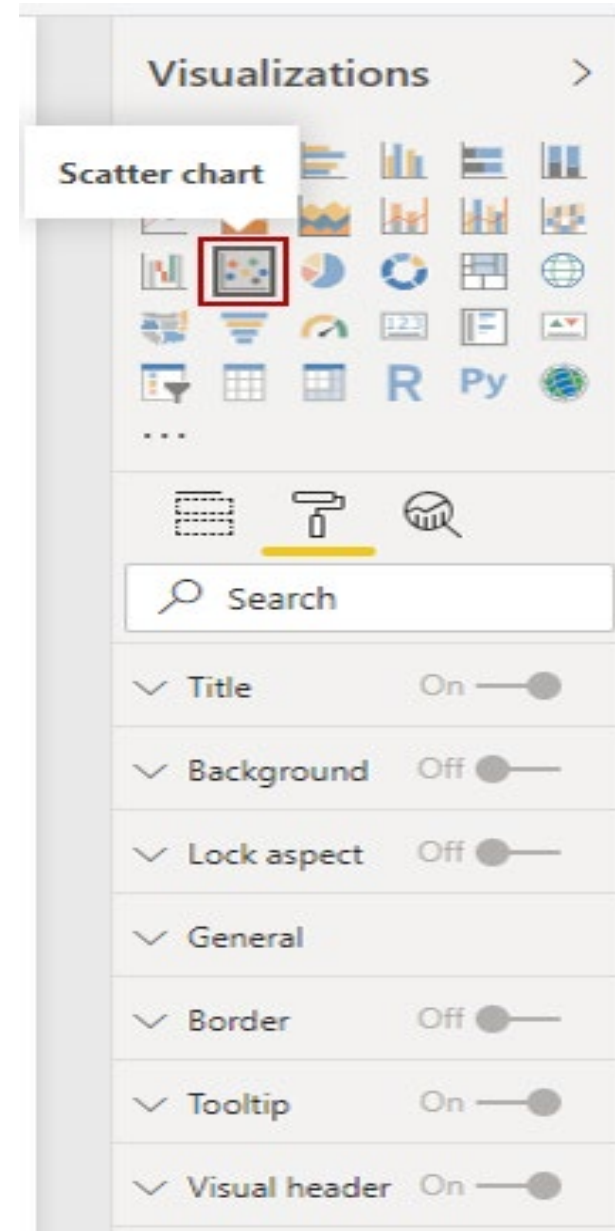 Visualizations
Scatter chart
123
R Py
...
Search
Title On
Background Off
Lock aspect Off
General
Border Off
Tooltip On
Visual header On